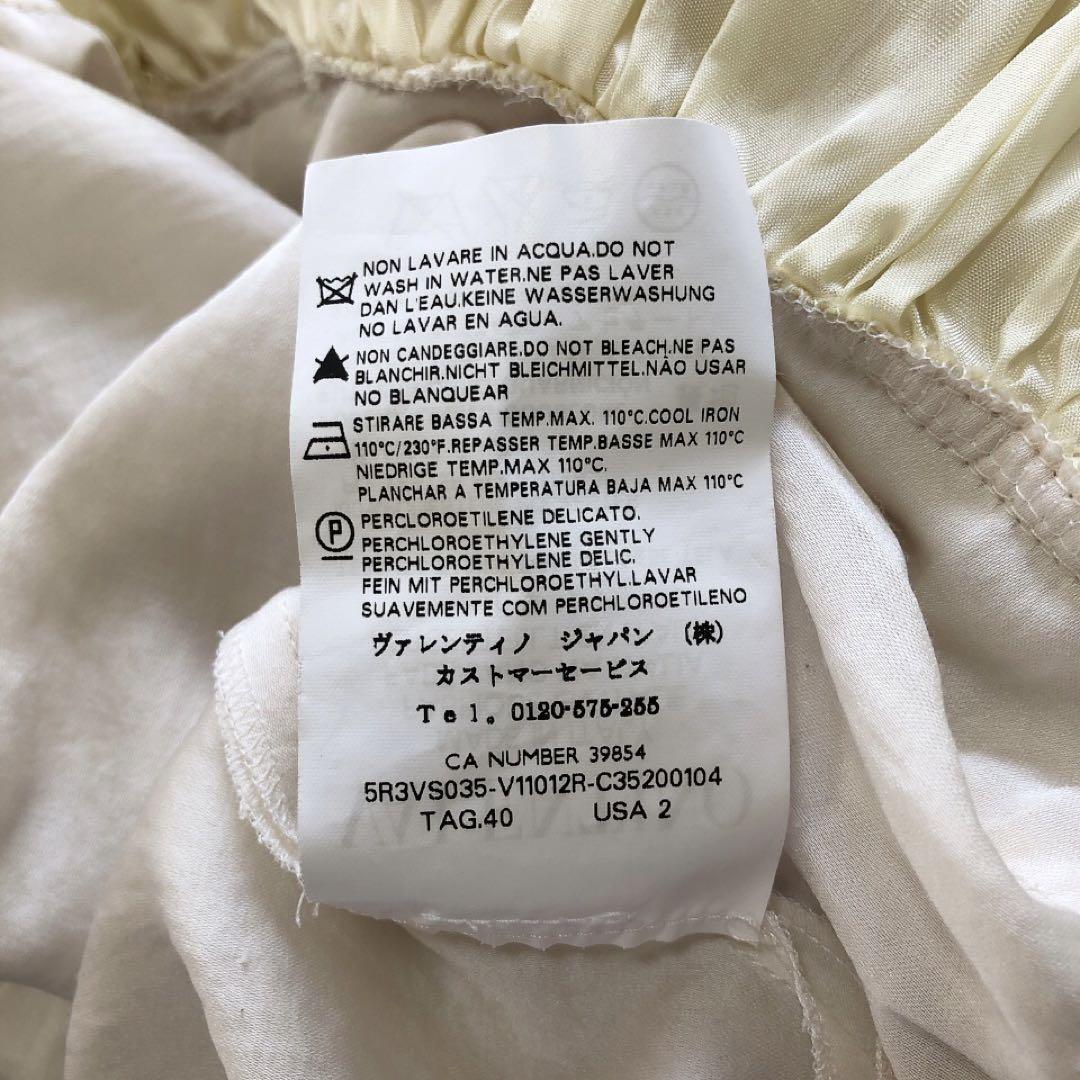 NON LAVARE IN ACQUA.DO NOT
WASH IN WATER.NE PAS LAVER
DAN L'EAU.KEINE WASSERWASHUNG
NO LAVAR EN AGUA.
NON CANDEGGIARE.DO NOT BLEACH.NE PAS
BLANCHIR.NICHT BLEICHMITTEL.NÃO USAR
NO BLANQUEAR
STIRARE BASSA TEMP.MAX. 110°C.COOL IRON
110°C/230°F.REPASSER TEMP.BASSE MAX 110°C
NIEDRIGE TEMP.MAX 110°C.
PLANCHAR A TEMPERATURA BAJA MAX 110°C
P PERCLOROETILENE DELICATO.
PERCHLOROETHYLENE GENTLY
PERCHLOROETHYLENE DELIC.
FEIN MIT PERCHLOROETHYL.LAVAR
SUAVEMENTE COM PERCHLOROETILENO
ヴァレンティノ ジャパン (株)
カストマーセービス
Tel。0120-575-255
CA NUMBER 39854
5R3VS035-V11012R-C35200104
TAG.40 USA 2